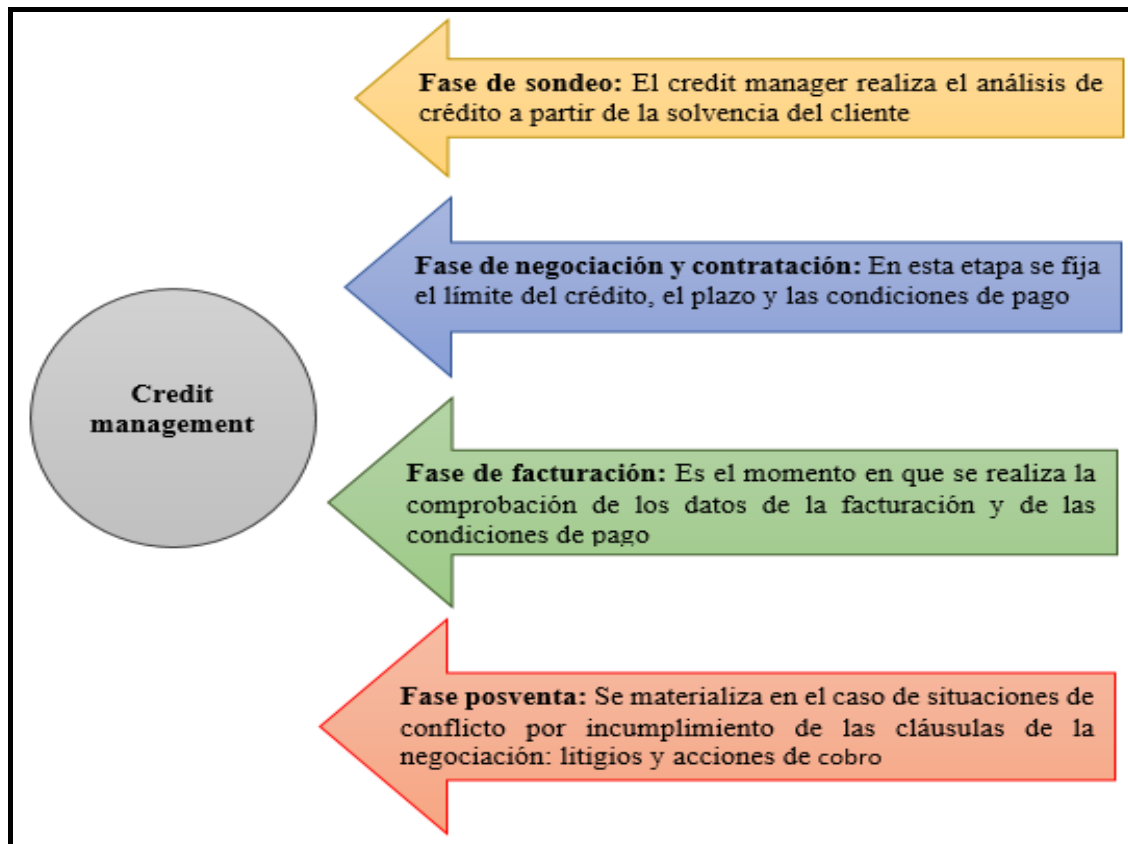 Fase de sondeo: El credit manager realiza el análisis de
crédito a partir de la solvencia del cliente
Fase de negociación y contratación: En esta etapa se fija
el límite del crédito, el plazo y las condiciones de pago
Credit
management
Fase de facturación: Es el momento en que se realiza la
comprobación de los datos de la facturación y de las
condiciones de pago
Fase posventa: Se materializa en el caso de situaciones de
conflicto por incumplimiento de las cláusulas de la
negociación: litigios y acciones de cobro